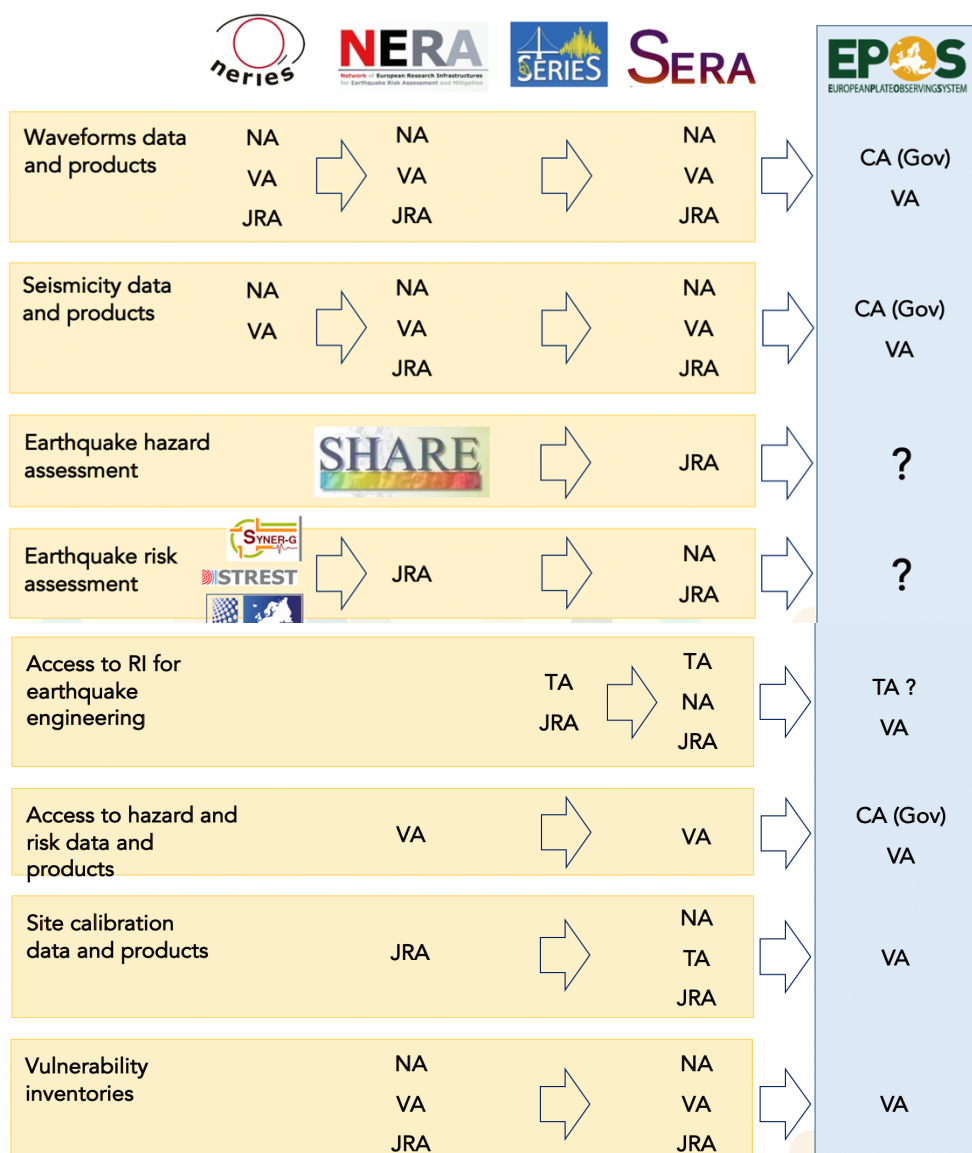 neries
NERA
Network of European Research Infrastructures
for Earthquake Risk Assessment and Mitigation
SERIES
SERA
EPOS
EUROPEANPLATEOBSERVINGSYSTEM
Waveforms data
and products
NA
VA
JRA
NA
VA
JRA
NA
VA
JRA
CA (Gov)
VA
Seismicity data
and products
NA
VA
NA
VA
JRA
NA
VA
JRA
CA (Gov)
VA
Earthquake hazard
assessment
SHARE
JRA
?
Earthquake risk
assessment
SYNER-G
STREST
JRA
NA
JRA
?
Access to RI for
earthquake
engineering
TA
JRA
TA
NA
JRA
TA ?
VA
Access to hazard and
risk data and
products
VA
VA
CA (Gov)
VA
Site calibration
data and products
JRA
NA
TA
JRA
VA
Vulnerability
inventories
NA
VA
JRA
NA
VA
JRA
VA